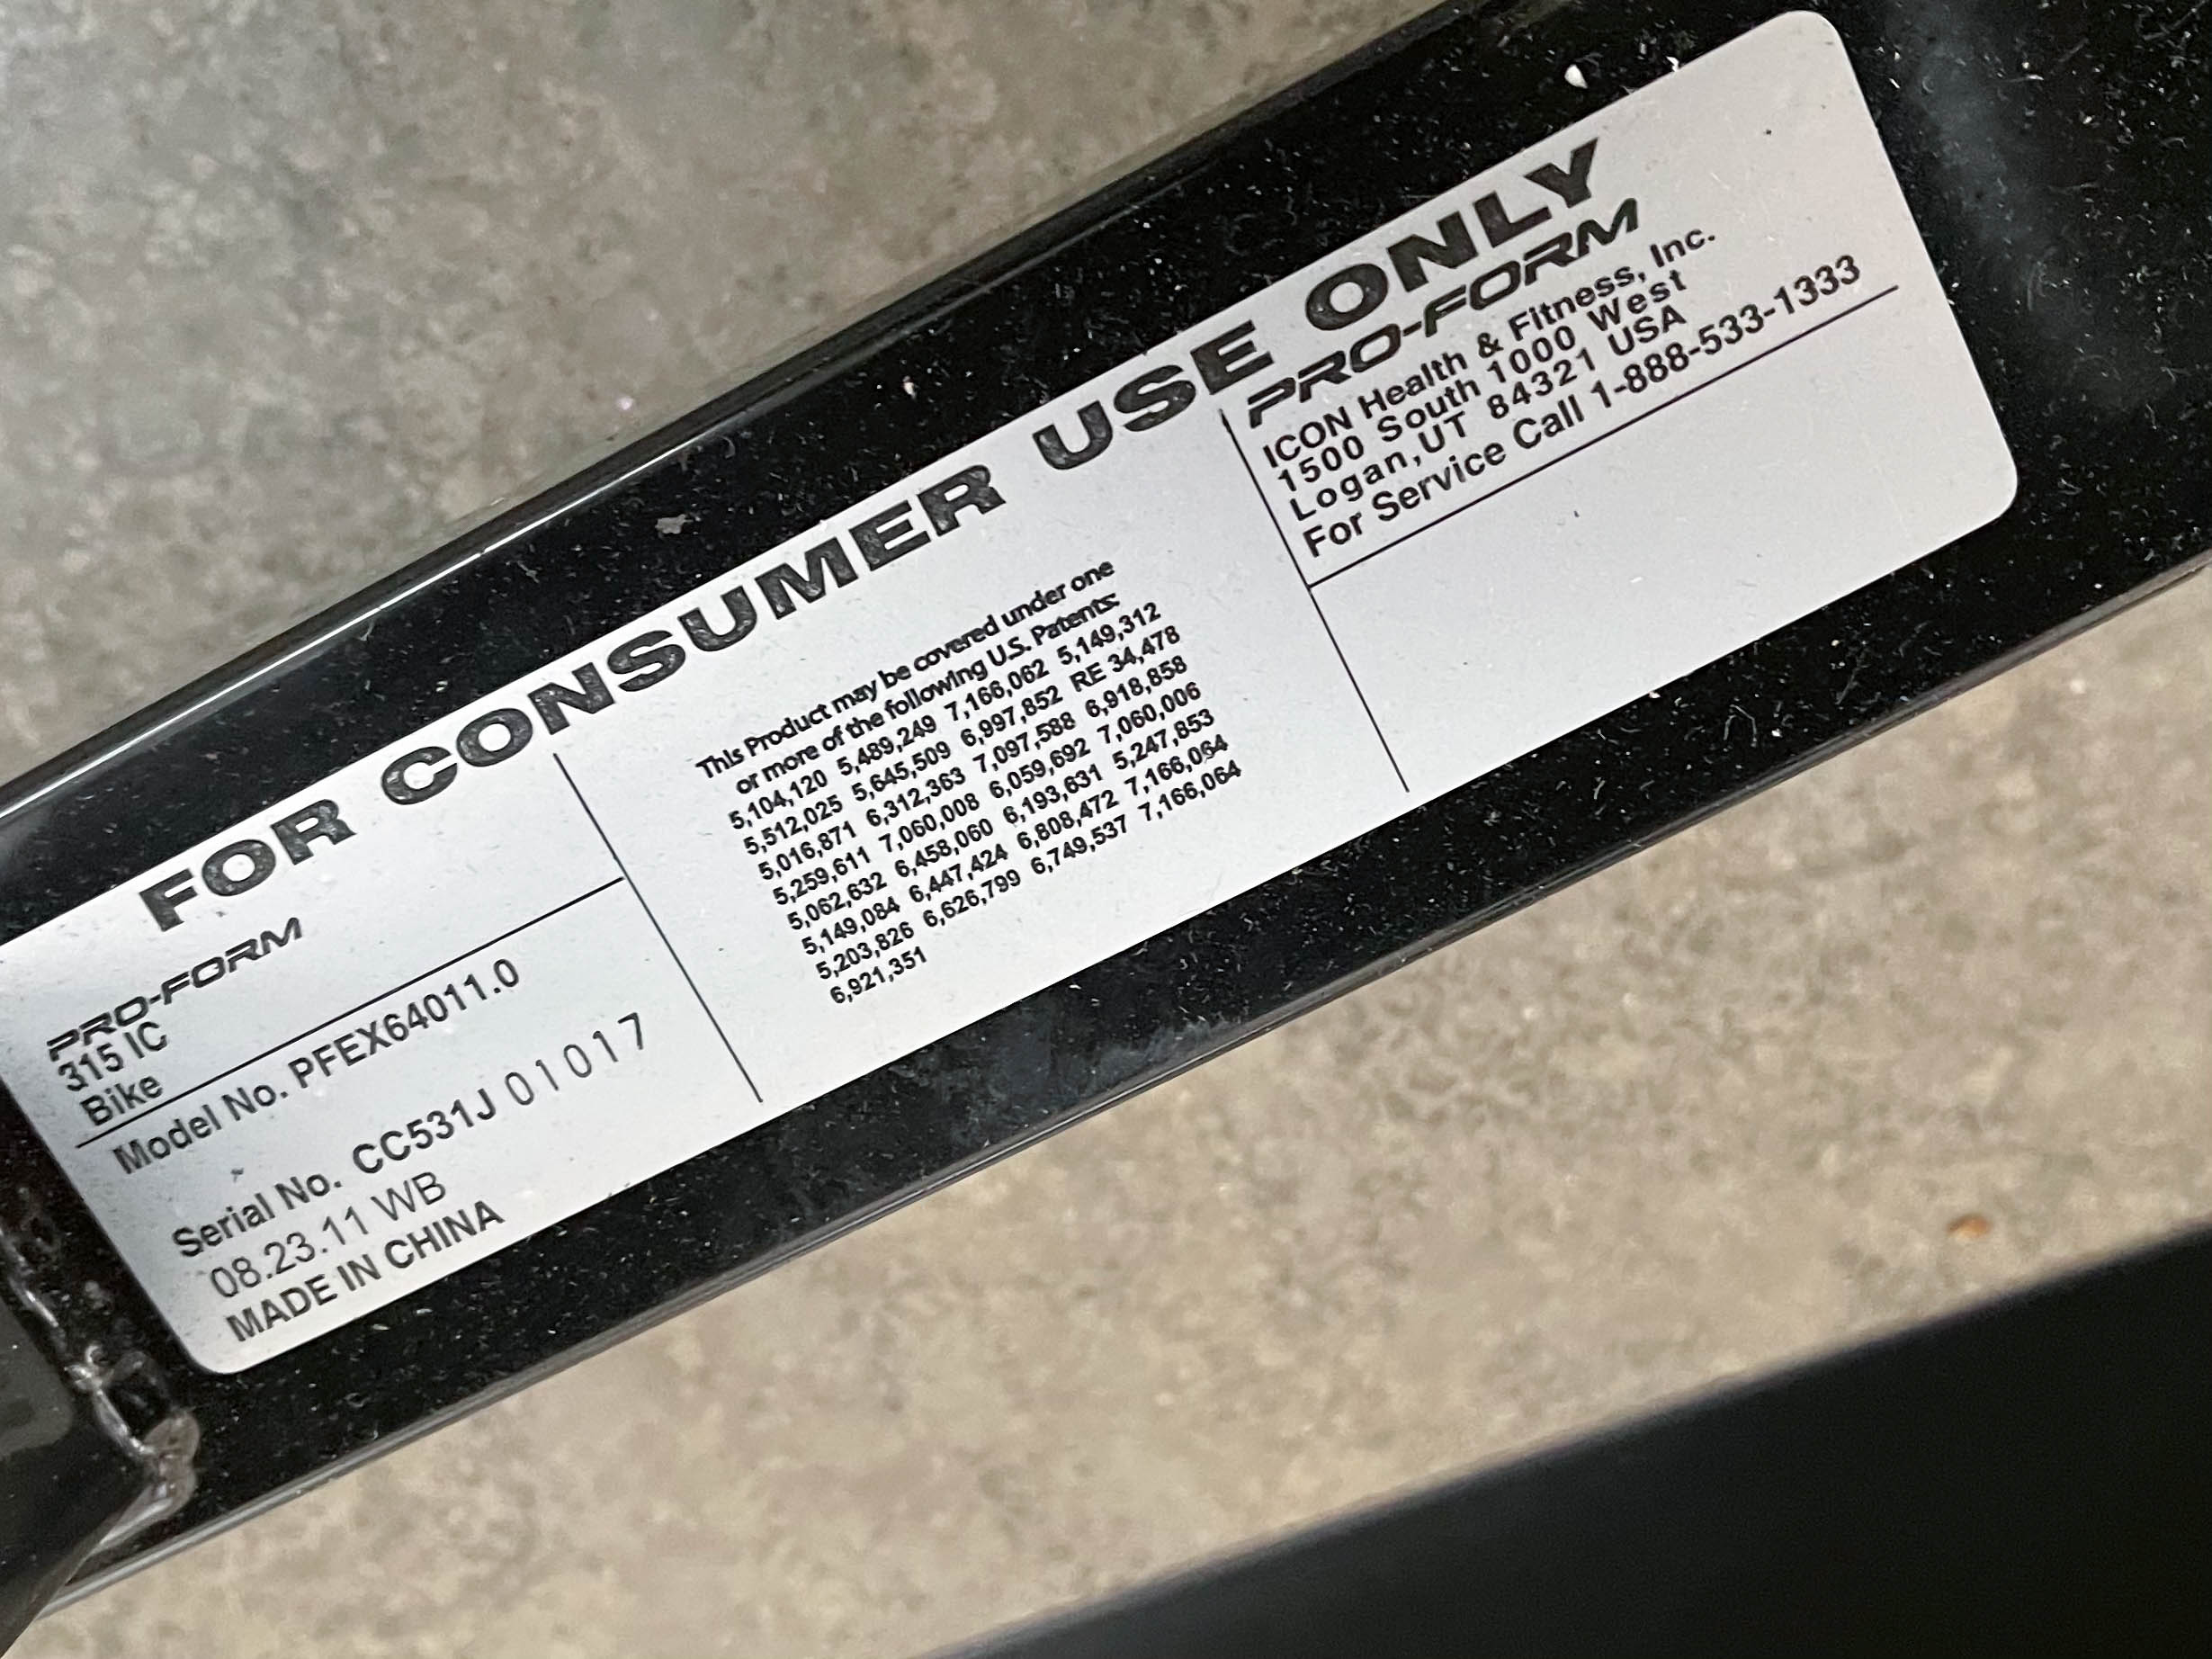 FOR CONSUMER USE ONLY
PRO-FORM
315 IC
Bike
Model No. PFEX64011.0
Serial No. CC531J 01017
08.23.11 WB
MADE IN CHINA
This Product may be covered under one
or more of the following U.S. Patents:
5,104,120 5,489,249 7,166,062 5,149,312
5,512,025 5,645,509 6,997,852 RE 34,478
5,016,871 6,312,363 7,097,588 6,918,858
5,259,611 7,060,008 6,059,692 7,060,006
5,062,632 6,458,060 6,193,631 5,247,853
5,149,084 6,447,424 6,808,472 7,166,064
5,203,826 6,626,799 6,749,537 7,166,064
6,921,351
PRO-FORM
ICON Health & Fitness, Inc.
1500 South 1000 West
Logan, UT 84321 USA
For Service Call 1-888-533-1333